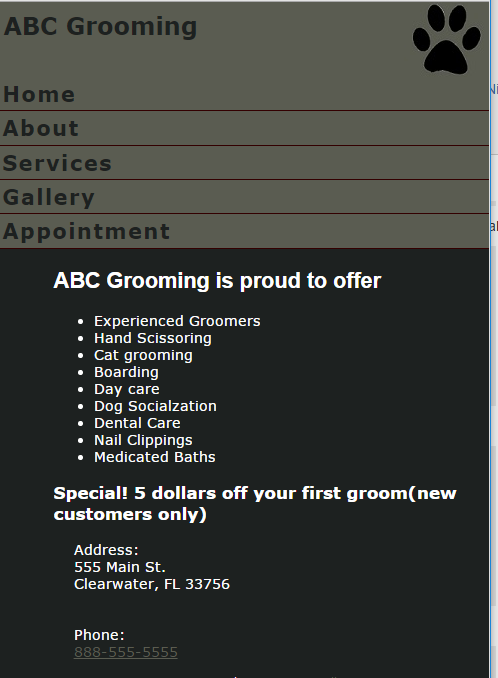 ABC Grooming
Home
About
Services
Gallery
Appointment
ABC Grooming is proud to offer
Experienced Groomers
Hand Scissoring
Cat grooming
Boarding
Day care
Dog Socialzation
Dental Care
Nail Clippings
Medicated Baths
Special! 5 dollars off your first groom(new
customers only)
Address:
555 Main St.
Clearwater, FL 33756
Phone:
888-555-5555